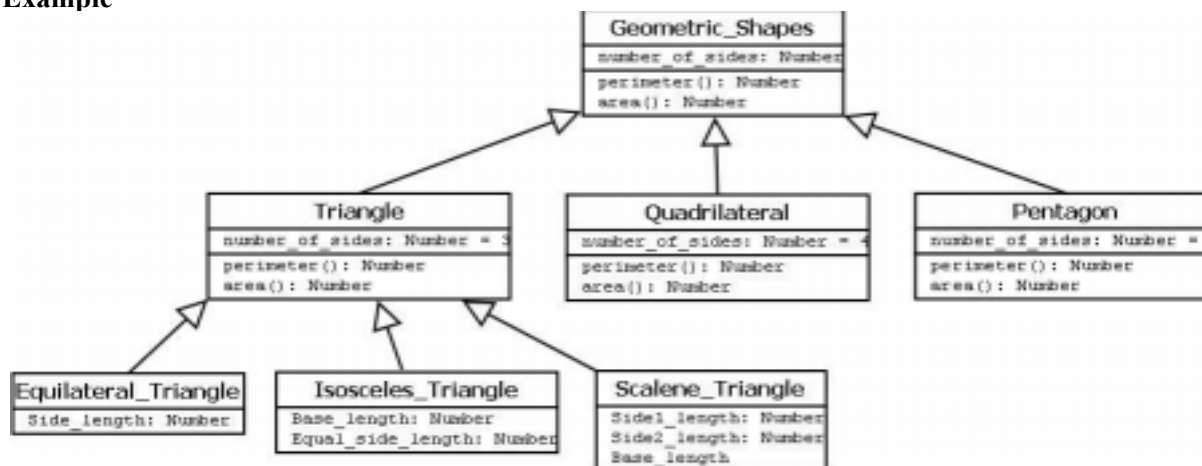 Example
Geometric_Shapes
number_of_sides: Number
perimeter(): Number
area(): Number
Triangle
number_of_sides: Number = 3
perimeter(): Number
area(): Number
Quadrilateral
number_of_sides: Number = 4
perimeter(): Number
area(): Number
Pentagon
number_of_sides: Number =
perimeter(): Number
area(): Number
Equilateral_Triangle
Side_length: Number
Isosceles_Triangle
Base_length: Number
Equal_side_length: Number
Scalene_Triangle
Side1_length: Number
Side2_length: Number
Base_length